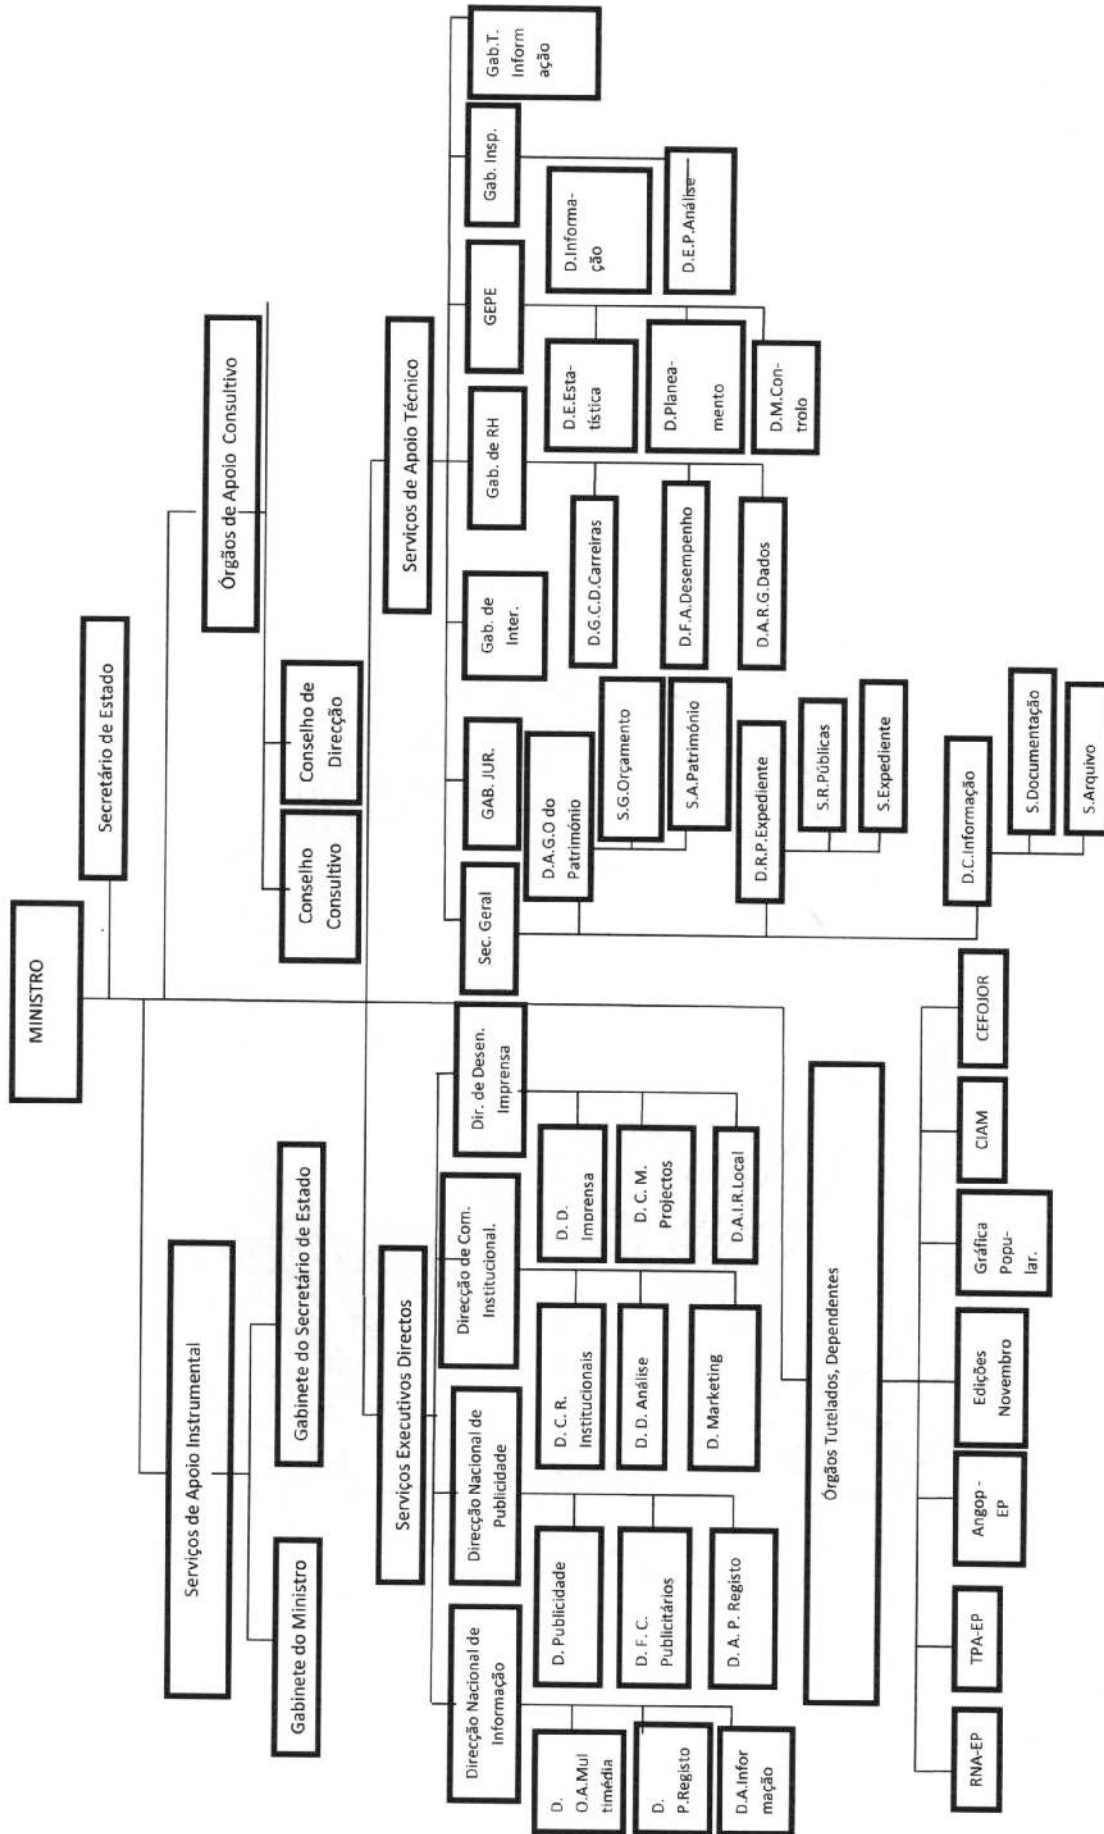 MINISTRO
Secretário de Estado
Serviços de Apoio Instrumental
Gabinete do Ministro
Gabinete do Secretário de Estado
Órgãos de Apoio Consultivo
Conselho
Consultivo
Conselho de
Direcção
Serviços Executivos Directos
Serviços de Apoio Técnico
Direcção Nacional de
Informação
Direcção Nacional de
Publicidade
Direcção de Com.
Institucional.
Dir. de Desen.
Imprensa
Sec. Geral
GAB. JUR.
Gab. de
Inter.
Gab. de RH
GEPE
Gab. Insp.
Gab.T.
Inform
ação
D.
O.A.Mul
timédia
D.
P.Registo
D.A.Infor
mação
D. Publicidade
D. F. C.
Publicitários
D. A. P. Registo
D. C. R.
Institucionais
D. D. Análise
D. Marketing
D. D.
Imprensa
D. C. M.
Projectos
D.A.I.R.Local
D.A.G.O do
Património
S.G.Orçamento
S.A.Património
D.R.P.Expediente
S.R.Públicas
S.Expediente
D.C.Informação
S.Documentação
S.Arquivo
D.G.C.D.Carreiras
D.F.A.Desempenho
D.A.R.G.Dados
D.E.Esta-
tística
D.Planea-
mento
D.M.Con-
trolo
D.Informa-
ção
D.E.P.Análise
Órgãos Tutelados, Dependentes
RNA-EP
TPA-EP
Angop -
EP
Edições
Novembro
Gráfica
Popu-
lar.
CIAM
CEFOJOR